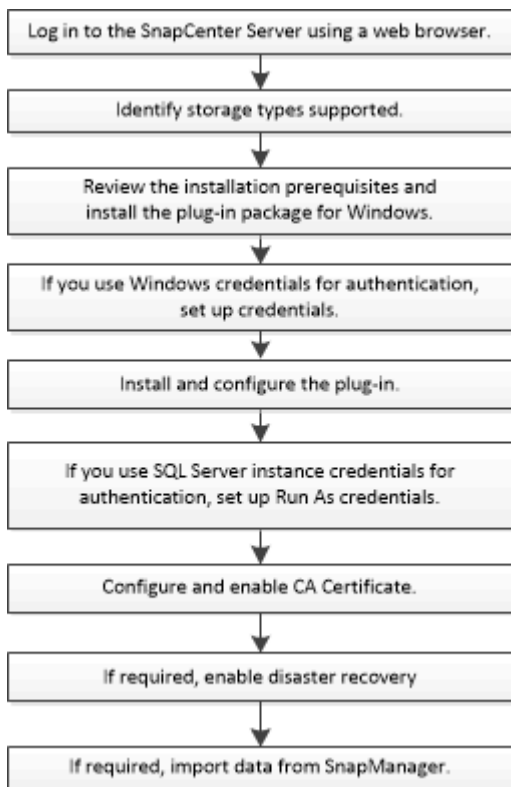 Log in to the SnapCenter Server using a web browser.
Identify storage types supported.
Review the installation prerequisites and
install the plug-in package for Windows.
If you use Windows credentials for authentication,
set up credentials.
Install and configure the plug-in.
If you use SQL Server instance credentials for
authentication, set up Run As credentials.
Configure and enable CA Certificate.
If required, enable disaster recovery
If required, import data from SnapManager.